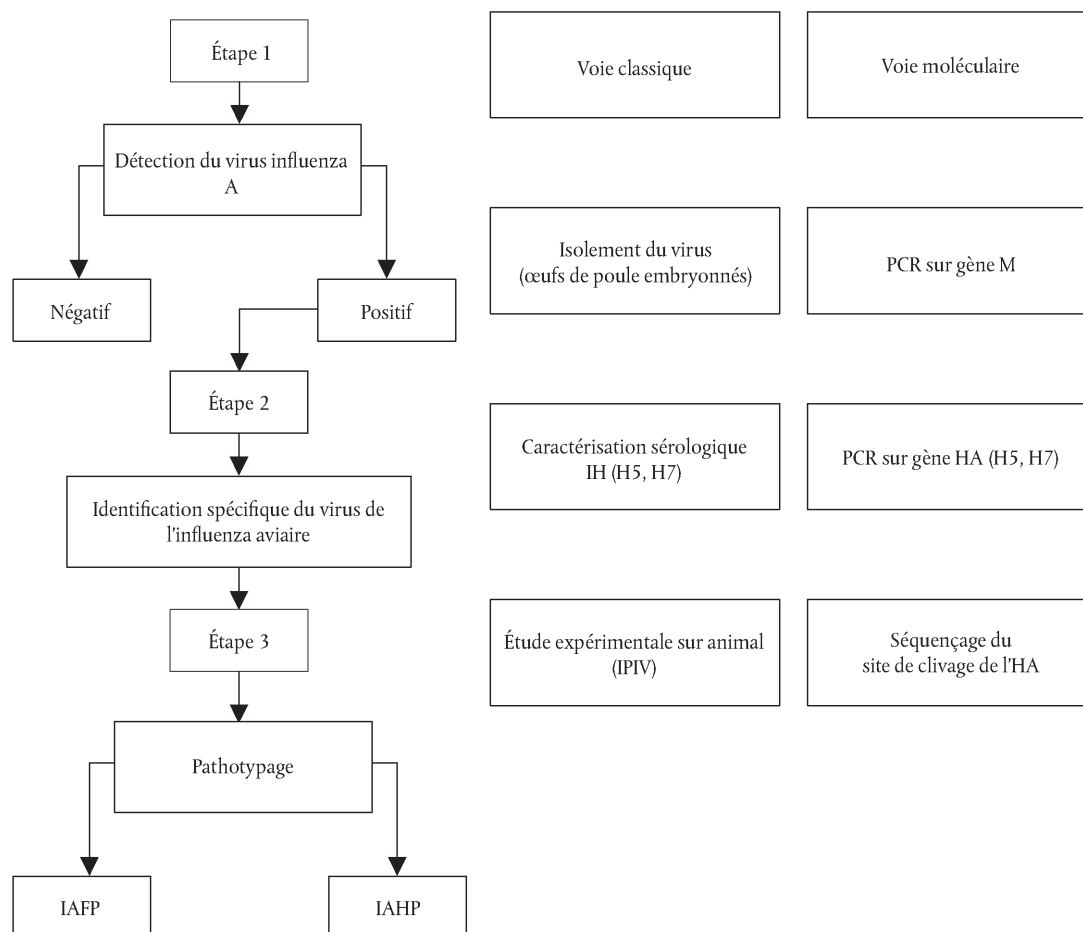 Étape 1
Détection du virus influenza
A
Négatif
Positif
Étape 2
Identification spécifique du virus de
l'influenza aviaire
Étape 3
Pathotypage
IAFP
IAHP
Voie classique
Voie moléculaire
Isolement du virus
(œufs de poule embryonnés)
PCR sur gène M
Caractérisation sérologique
IH (H5, H7)
PCR sur gène HA (H5, H7)
Étude expérimentale sur animal
(IPIV)
Séquençage du
site de clivage de l'HA